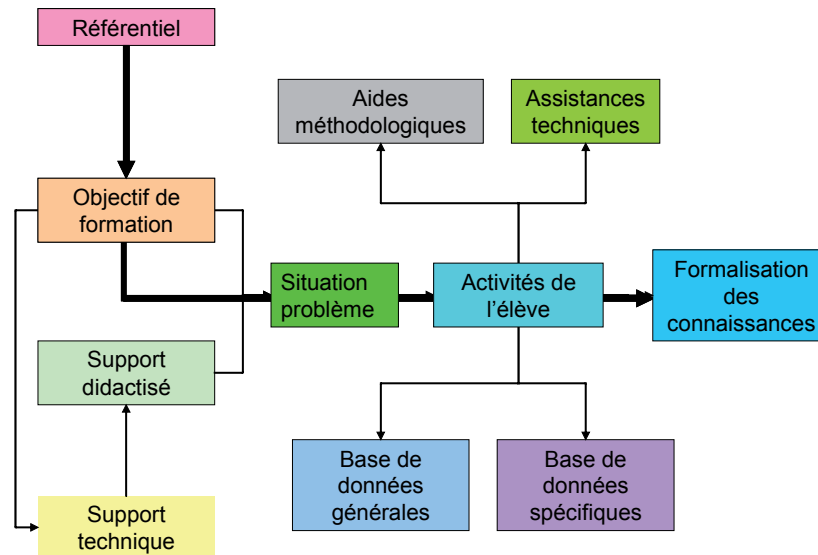 Référentiel
Aides
méthodologiques
Assistances
techniques
Objectif de
formation
Situation
problème
Activités de
l'élève
Formalisation
des
connaissances
Support
didactisé
Base de
données
générales
Base de
données
spécifiques
Support
technique